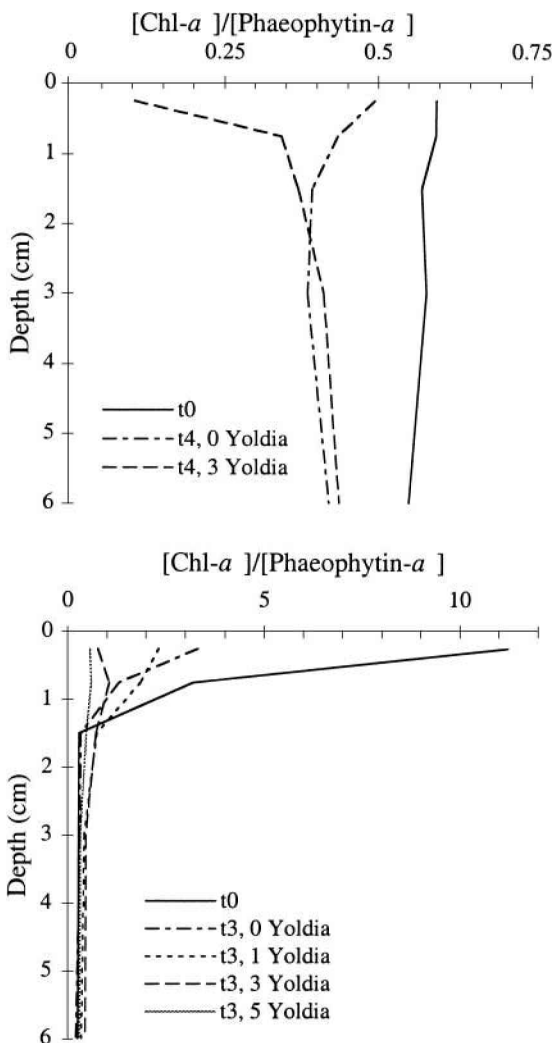 [Chl-a ]/[Phaeophytin-a ]
0 0.25 0.5 0.75
0
1
2
3
4
5
6
Depth (cm)
t0
t4, 0 Yoldia
t4, 3 Yoldia
[Chl-a ]/[Phaeophytin-a ]
0 5 10
0
1
2
3
4
5
6
Depth (cm)
t0
t3, 0 Yoldia
t3, 1 Yoldia
t3, 3 Yoldia
t3, 5 Yoldia